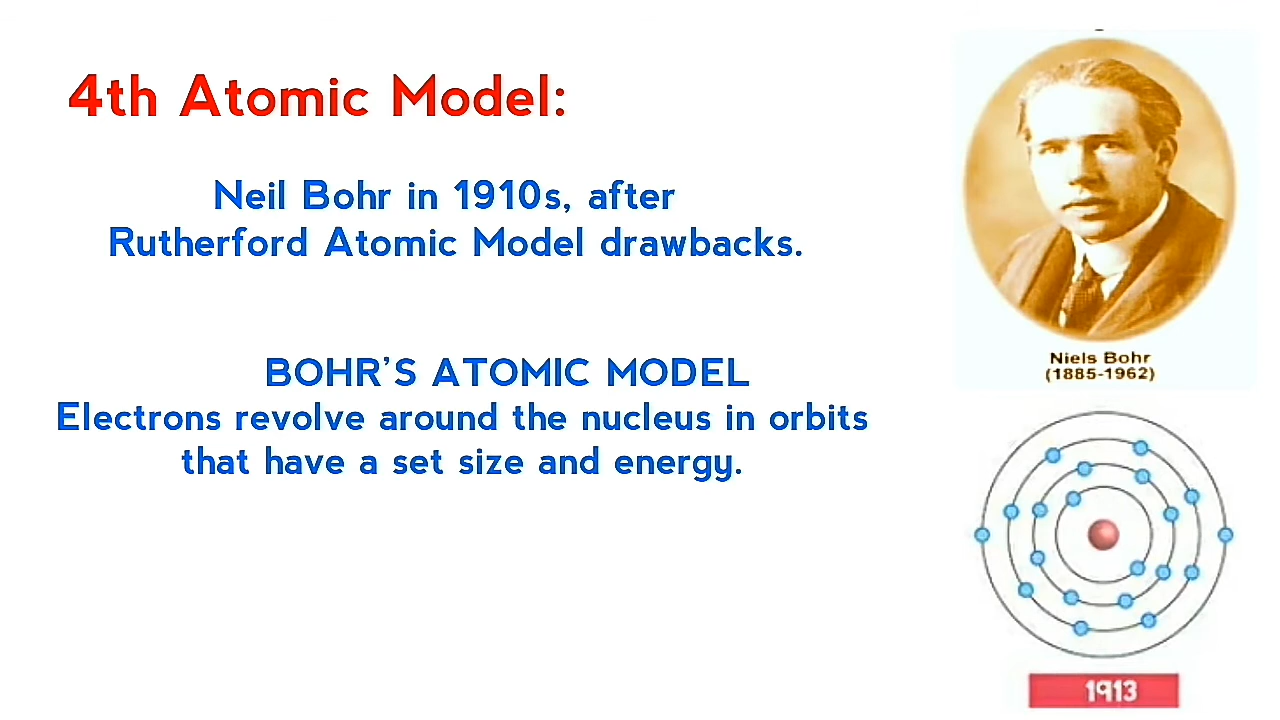 4th Atomic Model:
Neil Bohr in 1910s, after
Rutherford Atomic Model drawbacks.
BOHR'S ATOMIC MODEL
Electrons revolve around the nucleus in orbits
that have a set size and energy.
Niels Bohr
(1885-1962)
1913